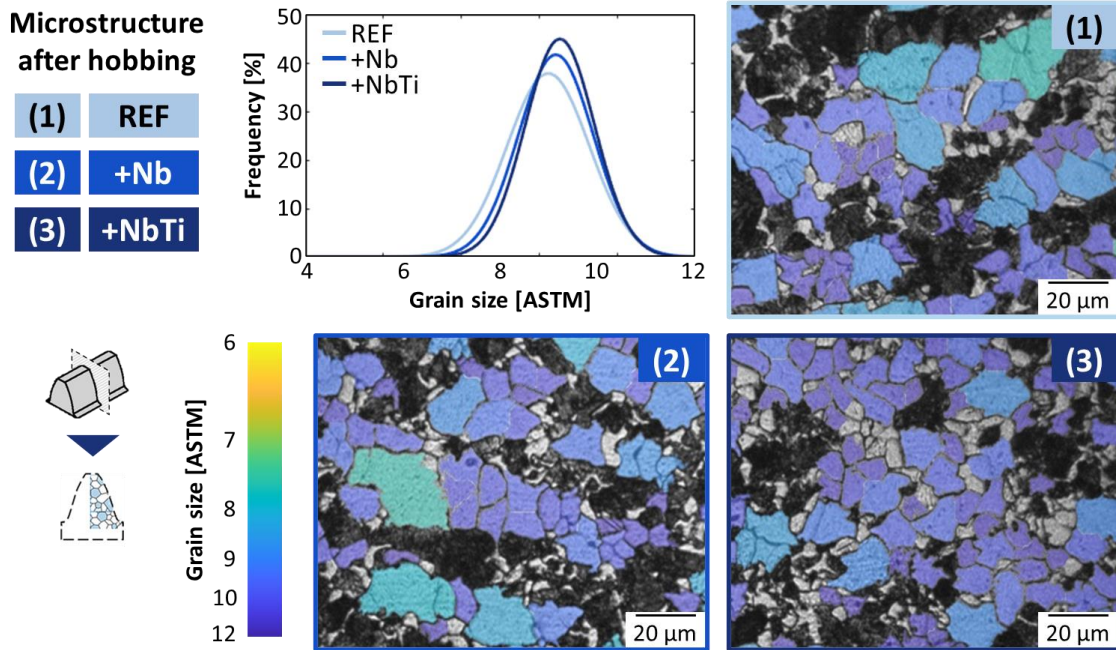 Microstructure
after hobbing
(1) REF
(2) +Nb
(3) +NbTi
Frequency [%]
50
40
30
20
10
0
REF
+Nb
+NbTi
4 6 8 10 12
Grain size [ASTM]
(1)
20 µm
Grain size [ASTM]
6
7
8
9
10
12
(2)
20 µm
(3)
20 µm